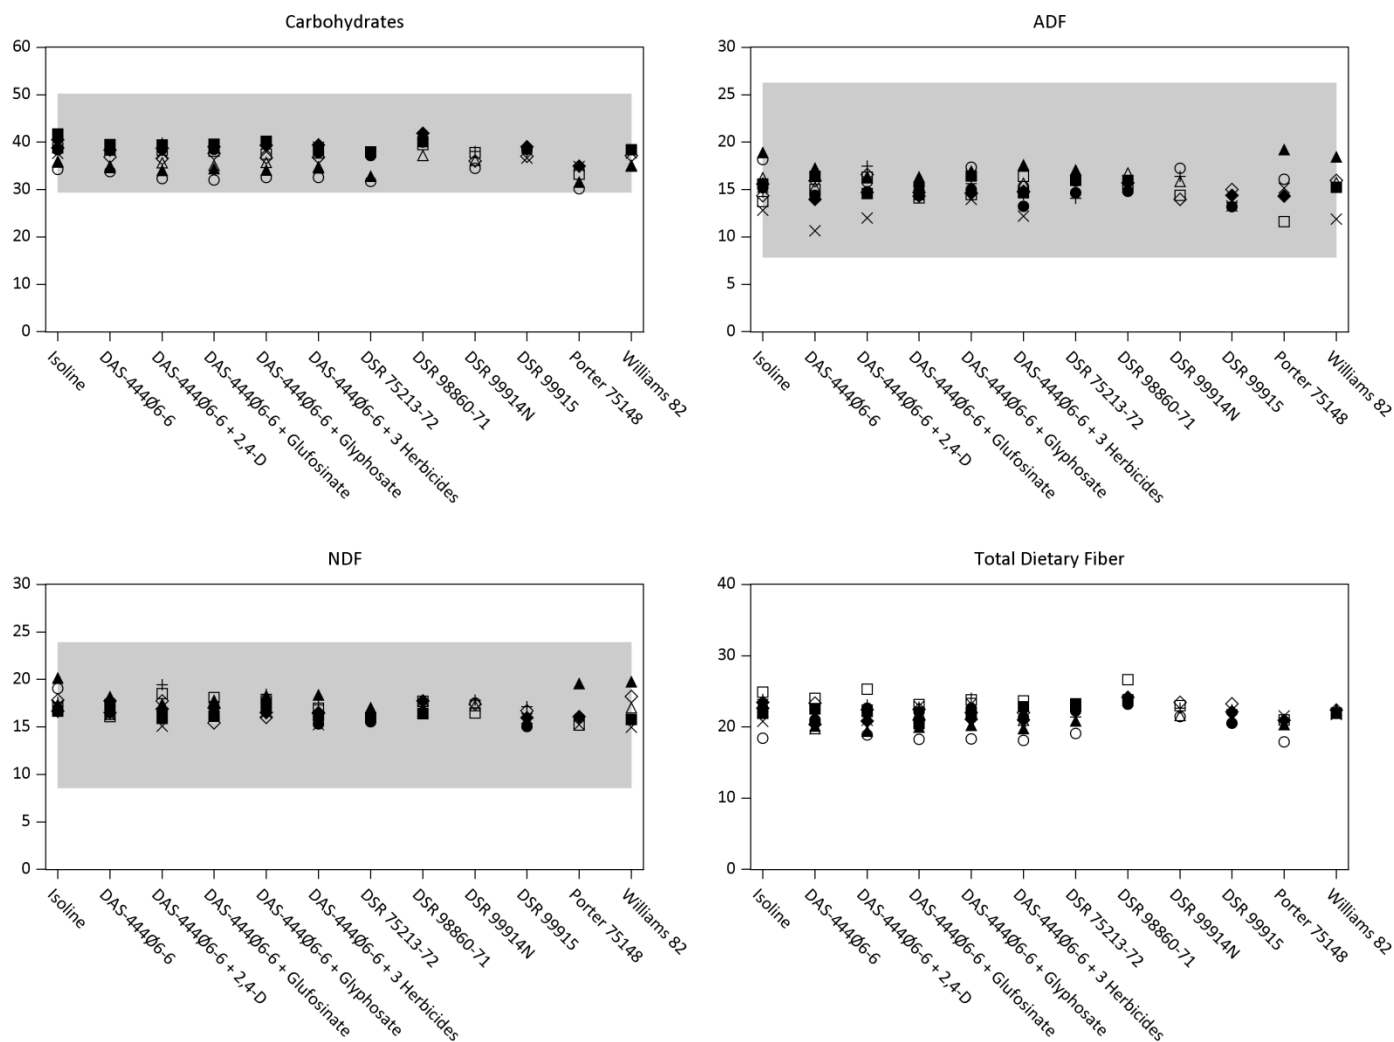 Carbohydrates
60
50
40
30
20
10
0
Isoline
DAS-444Ø6-6
DAS-444Ø6-6 + 2,4-D
DAS-444Ø6-6 + Glufosinate
DAS-444Ø6-6 + Glyphosate
DAS-444Ø6-6 + 3 Herbicides
DSR 75213-72
DSR 98860-71
DSR 99914N
DSR 99915
Porter 75148
Williams 82
ADF
30
25
20
15
10
5
0
Isoline
DAS-444Ø6-6
DAS-444Ø6-6 + 2,4-D
DAS-444Ø6-6 + Glufosinate
DAS-444Ø6-6 + Glyphosate
DAS-444Ø6-6 + 3 Herbicides
DSR 75213-72
DSR 98860-71
DSR 99914N
DSR 99915
Porter 75148
Williams 82
NDF
30
25
20
15
10
5
0
Isoline
DAS-444Ø6-6
DAS-444Ø6-6 + 2,4-D
DAS-444Ø6-6 + Glufosinate
DAS-444Ø6-6 + Glyphosate
DAS-444Ø6-6 + 3 Herbicides
DSR 75213-72
DSR 98860-71
DSR 99914N
DSR 99915
Porter 75148
Williams 82
Total Dietary Fiber
40
30
20
10
0
Isoline
DAS-444Ø6-6
DAS-444Ø6-6 + 2,4-D
DAS-444Ø6-6 + Glufosinate
DAS-444Ø6-6 + Glyphosate
DAS-444Ø6-6 + 3 Herbicides
DSR 75213-72
DSR 98860-71
DSR 99914N
DSR 99915
Porter 75148
Williams 82